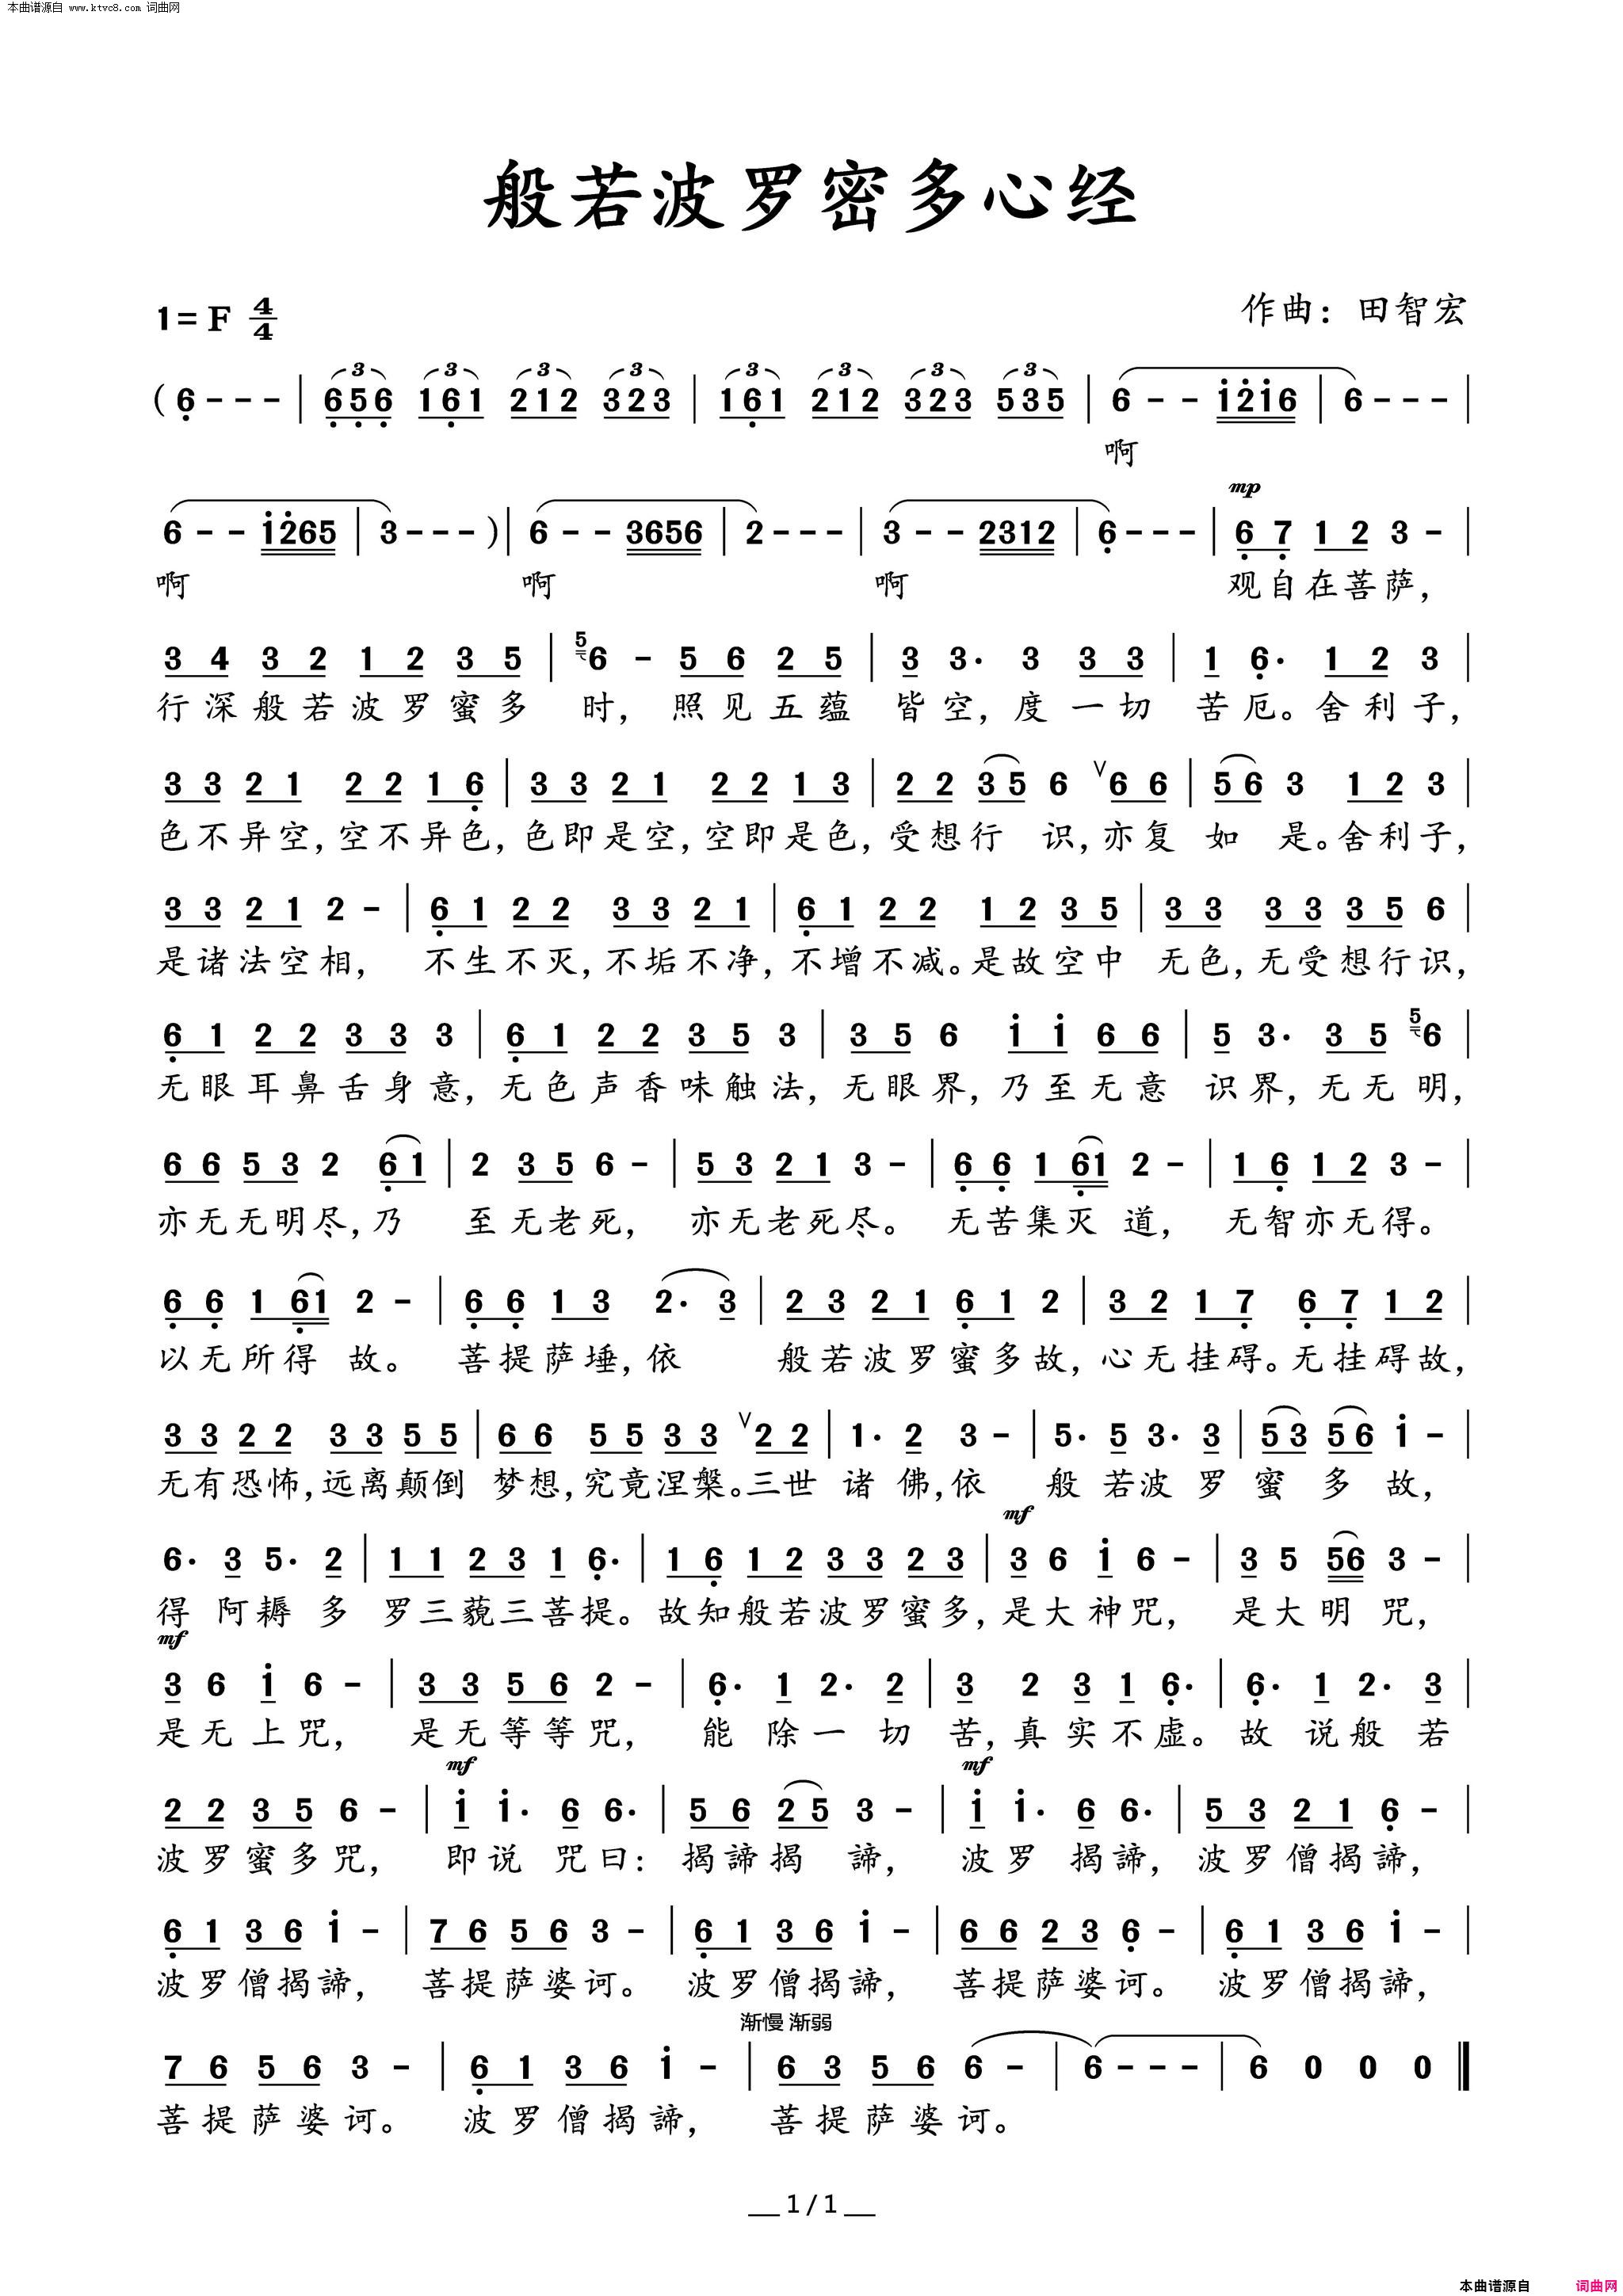 本曲谱源自 www.ktvc8.com 词曲网
般若波罗密多心经
1= F 4/4
作曲：田智宏
( 6 - - - | 656 161 212 323 | 161 212 323 535 | 6 - - 1216 | 6 - - - |
啊
mp
6 - - 1265 | 3 - - - ) | 6 - - 3656 | 2 - - - | 3 - - 2312 | 6 - - - | 6 7 1 2 3 - |
啊 啊 啊 观自在菩萨，
3 4 3 2 1 2 3 5 | 5 6 - 5 6 2 5 | 3 3· 3 3 3 | 1 6· 1 2 3 |
行深般若波罗蜜多 时，照见五蕴 皆空，度一切 苦厄。舍利子，
3 3 2 1 2 2 1 6 | 3 3 2 1 2 2 1 3 | 2 2 3 5 6 ∨ 6 6 | 5 6 3 1 2 3 |
色不异空，空不异色，色即是空，空即是色，受想行 识，亦复 如 是。舍利子，
3 3 2 1 2 - | 6 1 2 2 3 3 2 1 | 6 1 2 2 1 2 3 5 | 3 3 3 3 3 5 6 |
是诸法空相， 不生不灭，不垢不净，不增不减。是故空中 无色，无受想行识，
6 1 2 2 3 3 3 | 6 1 2 2 3 5 3 | 3 5 6 1 1 6 6 | 5 3· 3 5 5 6 |
无眼耳鼻舌身意，无色声香味触法，无眼界，乃至无意 识界，无无明，
6 6 5 3 2 6 1 | 2 3 5 6 - | 5 3 2 1 3 - | 6 6 1 61 2 - | 1 6 1 2 3 - |
亦无无明尽，乃 至无老死， 亦无老死尽。 无苦集灭 道， 无智亦无得。
6 6 1 61 2 - | 6 6 1 3 2· 3 | 2 3 2 1 6 1 2 | 3 2 1 7 6 7 1 2 |
以无所得 故。 菩提萨埵，依 般若波罗蜜多故，心无挂碍。无挂碍故，
3 3 2 2 3 3 5 5 | 6 6 5 5 3 3 ∨ 2 2 | 1· 2 3 - | 5· 5 3· 3 | 5 3 5 6 1 - |
无有恐怖，远离颠倒 梦想，究竟涅槃。三世 诸 佛，依 般 若波 罗 蜜 多 故，
mf
6· 3 5· 2 | 1 1 2 3 1 6· | 1 6 1 2 3 3 2 3 | 3 6 1 6 - | 3 5 56 3 - |
得 阿耨 多 罗三藐三菩提。 故知般若波罗蜜多，是大神咒， 是大明 咒，
mf
3 6 1 6 - | 3 3 5 6 2 - | 6· 1 2· 2 | 3 2 3 1 6· | 6· 1 2· 3 |
是无上咒， 是无等等咒， 能 除一 切 苦，真实不虚。 故 说般 若
mf mf
2 2 3 5 6 - | 1 1· 6 6· | 5 6 2 5 3 - | 1 1· 6 6· | 5 3 2 1 6 - |
波罗蜜多咒， 即说 咒曰： 揭諦揭 諦， 波罗 揭諦，波罗僧揭諦，
6 1 3 6 1 - | 7 6 5 6 3 - | 6 1 3 6 1 - | 6 6 2 3 6 - | 6 1 3 6 1 - |
波罗僧揭諦， 菩提萨婆诃。 波罗僧揭諦， 菩提萨婆诃。 波罗僧揭諦，
渐慢 渐弱
7 6 5 6 3 - | 6 1 3 6 1 - | 6 3 5 6 6 - | 6 - - - | 6 0 0 0 ‖
菩提萨婆诃。 波罗僧揭諦， 菩提萨婆诃。
__ 1 / 1 __
本曲谱源自 词曲网